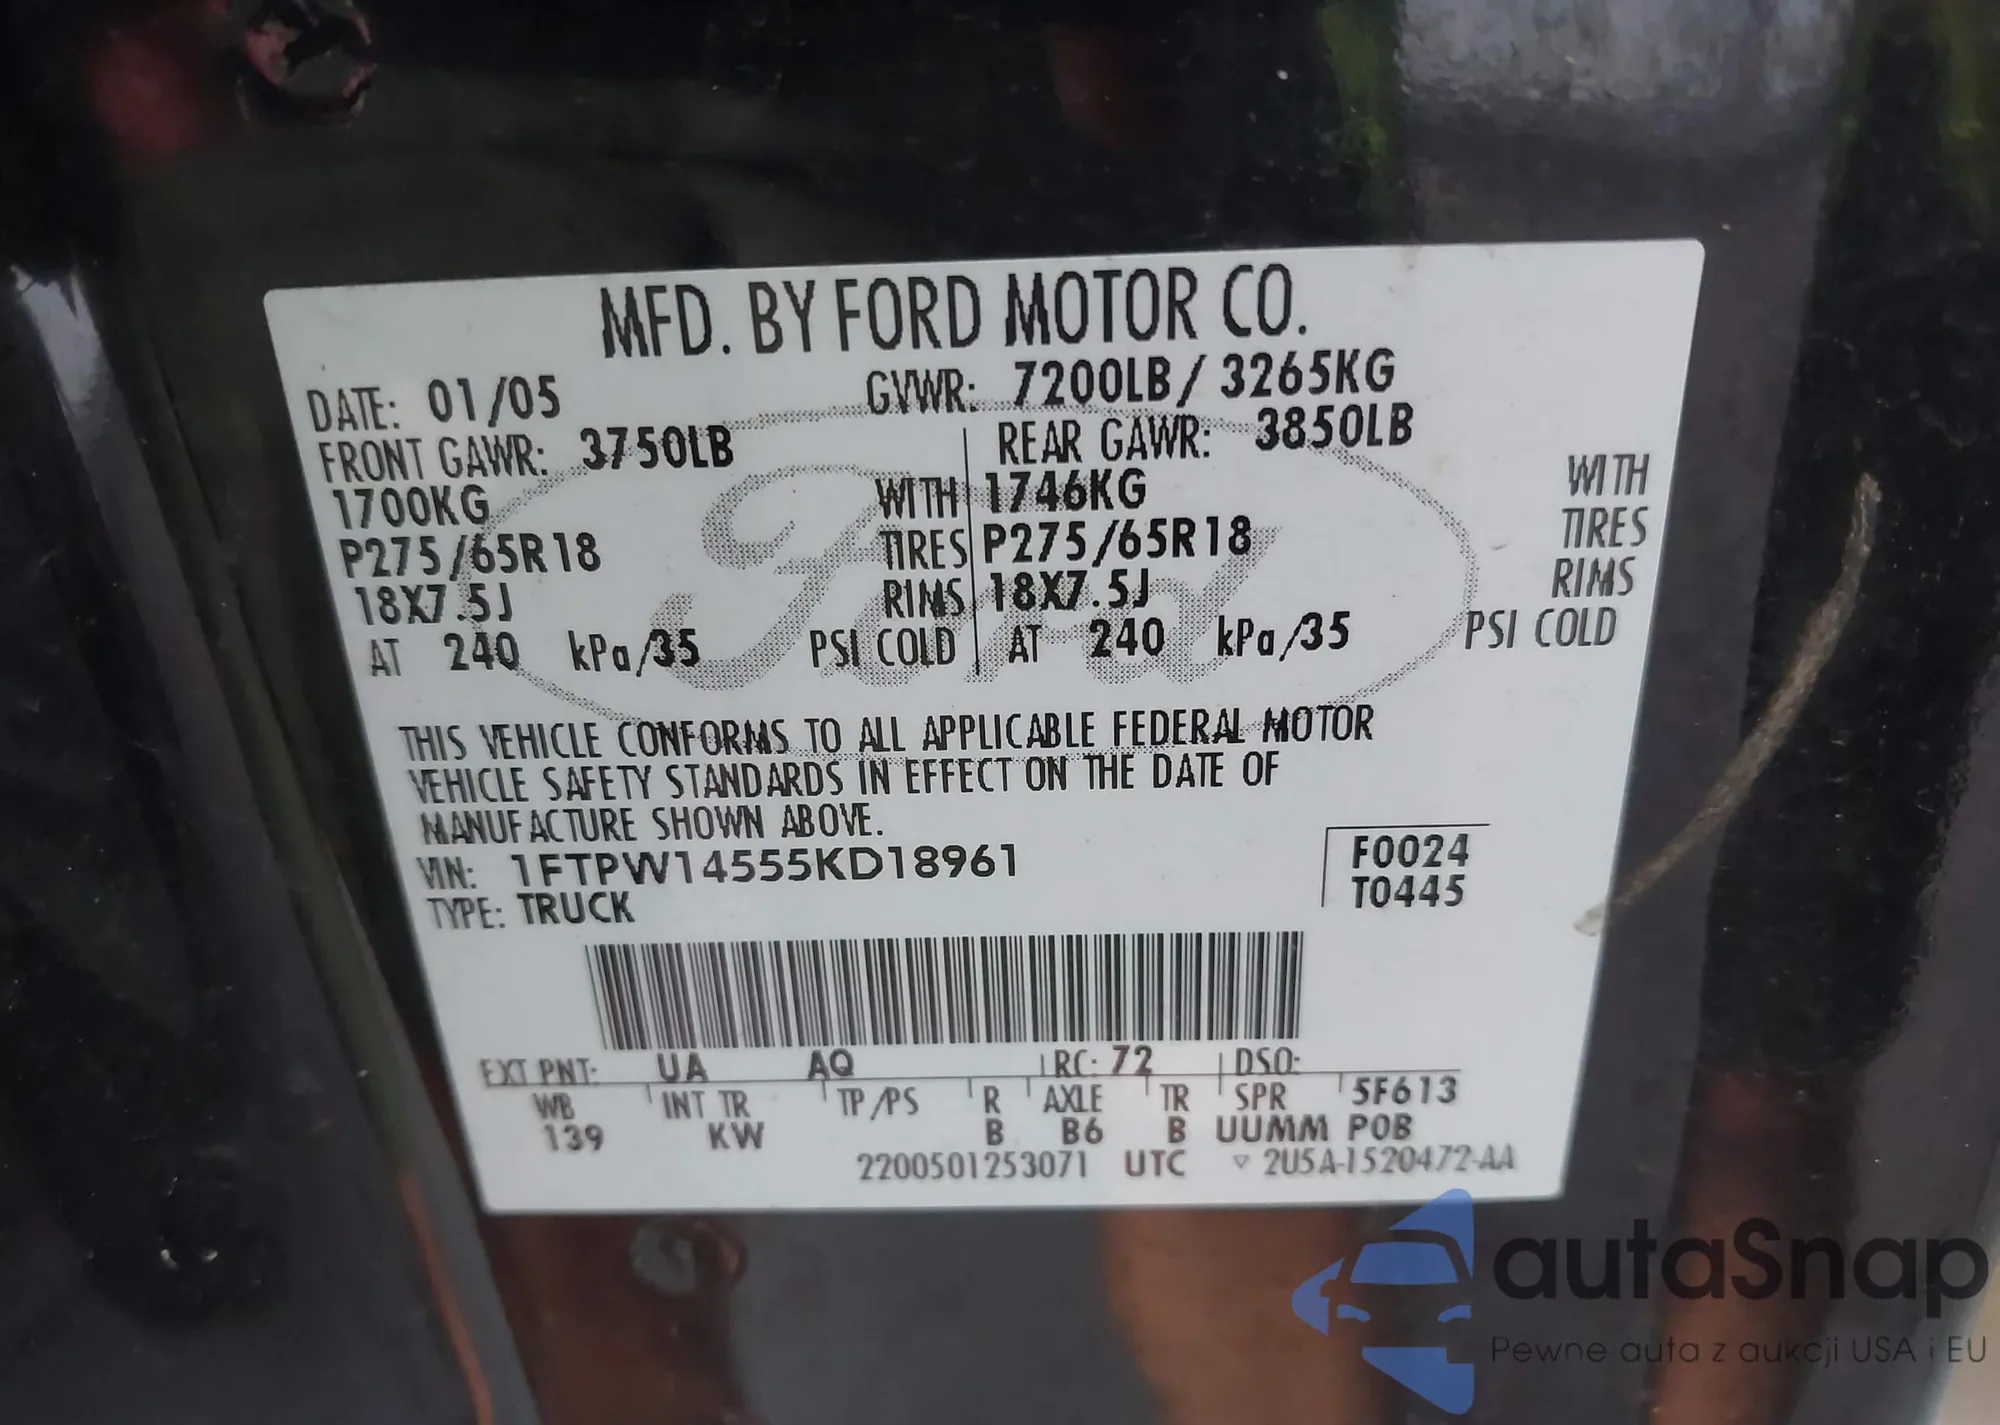 MFD. BY FORD MOTOR CO.
DATE: 01/05 GVWR: 7200LB / 3265KG
FRONT GAWR: 3750LB REAR GAWR: 3850LB
1700KG WITH 1746KG WITH
P275/65R18 TIRES P275/65R18 TIRES
18X7.5J RIMS 18X7.5J RIMS
AT 240 kPa/35 PSI COLD AT 240 kPa/35 PSI COLD
Ford
THIS VEHICLE CONFORMS TO ALL APPLICABLE FEDERAL MOTOR
VEHICLE SAFETY STANDARDS IN EFFECT ON THE DATE OF
MANUFACTURE SHOWN ABOVE.
VIN: 1FTPW14555KD18961
TYPE: TRUCK
F0024
T0445
EXT PNT: UA AQ RC: 72 DSO:
WB INT TR TP/PS R AXLE TR SPR 5F613
139 KW B B6 B UUMM POB
2200501253071 UTC ▽ 2U5A-1520472-AA
autaSnap
Pewne auta z aukcji USA i EU